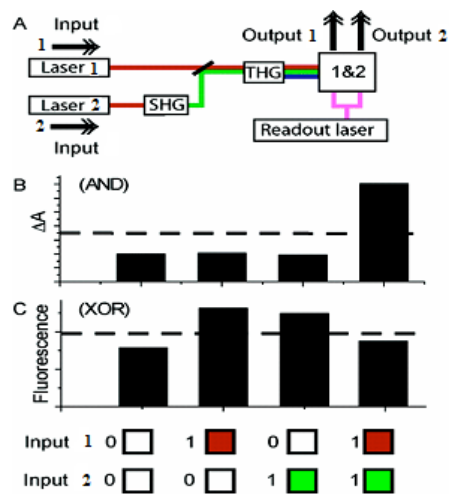 A
Input
1
Laser 1
Laser 2
2
Input
SHG
THG
Output 1
Output 2
1&2
Readout laser
B
(AND)
ΔA
C
(XOR)
Fluorescence
Input 1 0 1 0 1
Input 2 0 0 1 1